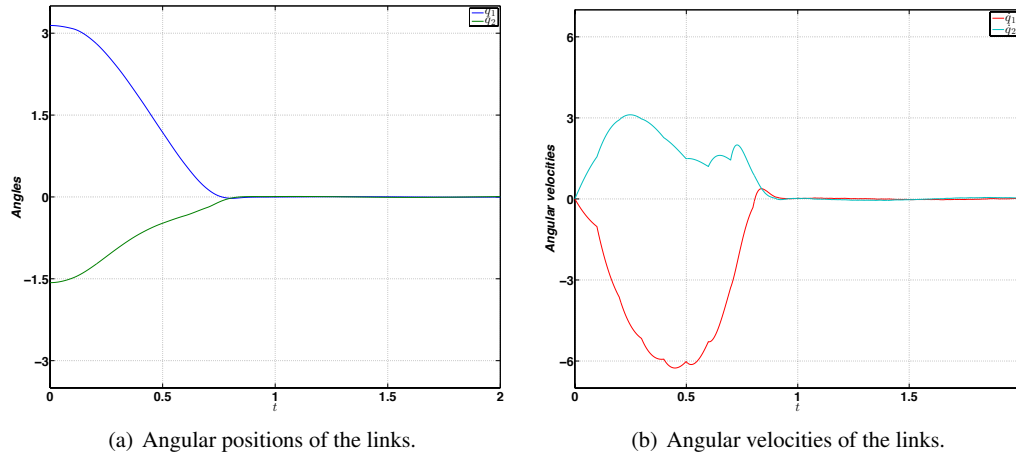 q₁
q₂
3
1.5
0
−1.5
−3
Angles
0
0.5
1
1.5
2
t
(a) Angular positions of the links.
q̇₁
q̇₂
6
3
0
−3
−6
Angular velocities
0
0.5
1
1.5
t
(b) Angular velocities of the links.